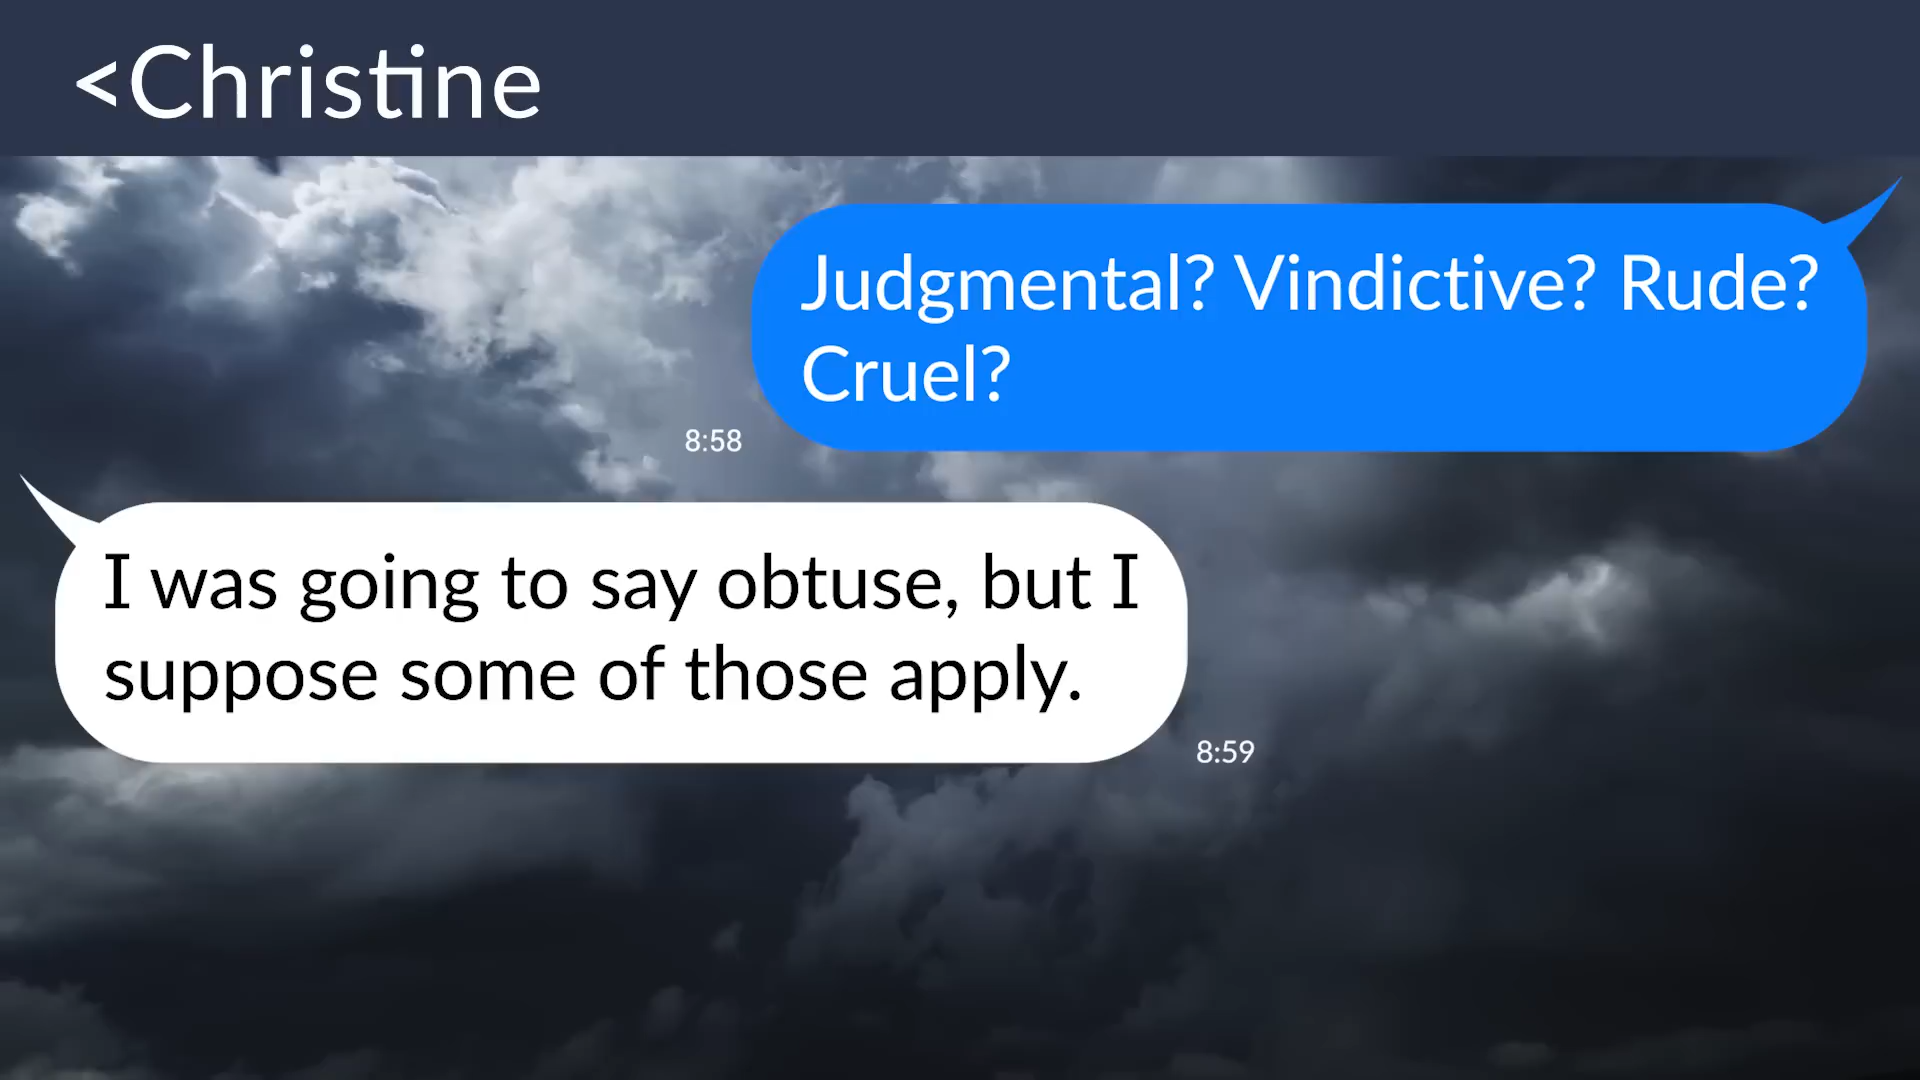 <Christine
Judgmental? Vindictive? Rude?
Cruel?
8:58
I was going to say obtuse, but I
suppose some of those apply.
8:59